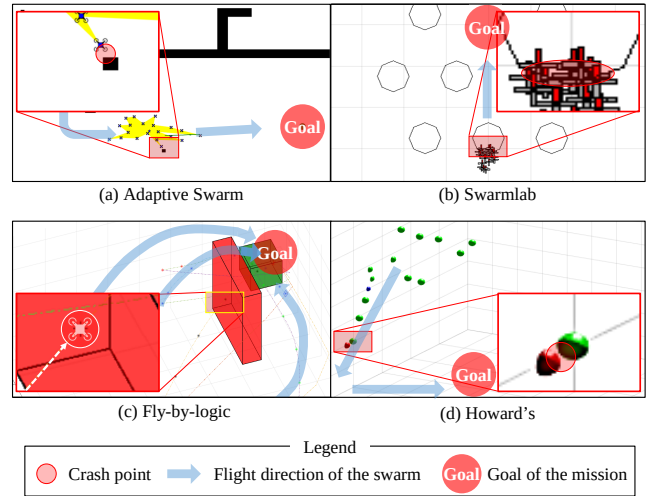 Goal
Goal
(a) Adaptive Swarm
(b) Swarmlab
Goal
Goal
(c) Fly-by-logic
(d) Howard's
Legend
Crash point
Flight direction of the swarm
Goal
Goal of the mission